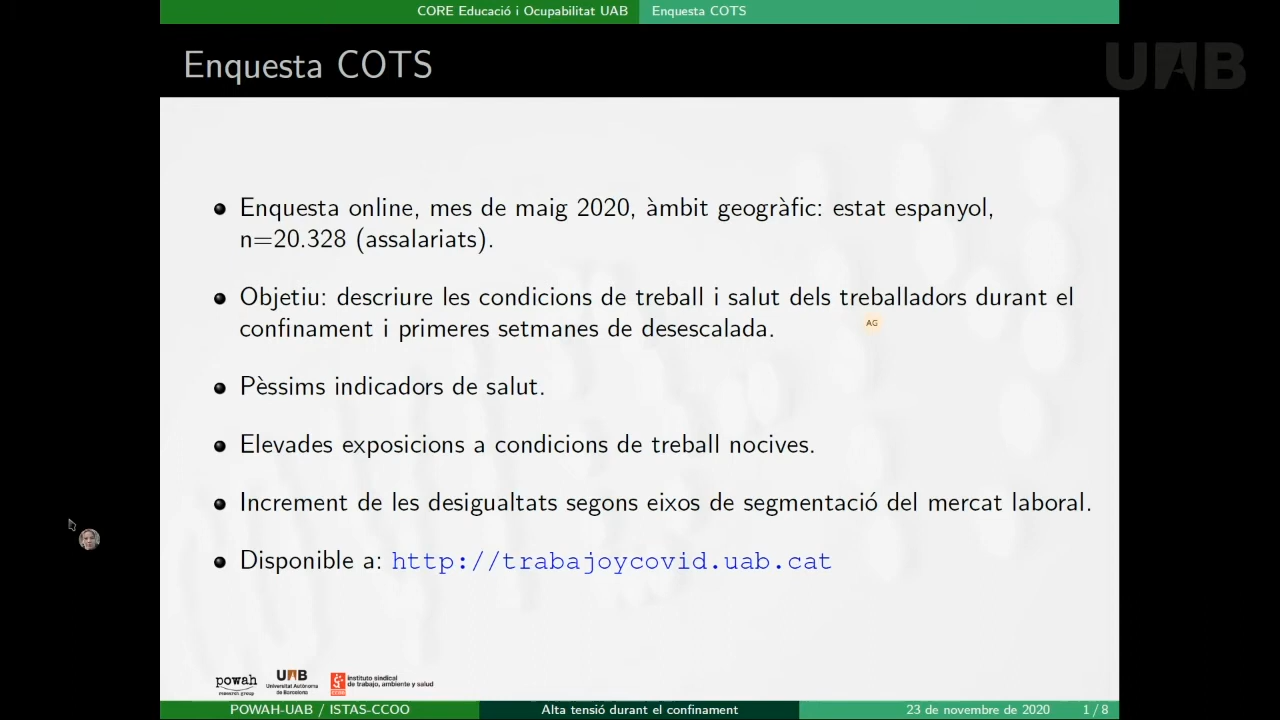 CORE Educació i Ocupabilitat UAB
Enquesta COTS
Enquesta COTS
UAB
Enquesta online, mes de maig 2020, àmbit geogràfic: estat espanyol,
n=20.328 (assalariats).
Objetiu: descriure les condicions de treball i salut dels treballadors durant el
confinament i primeres setmanes de desescalada.
AG
Pèssims indicadors de salut.
Elevades exposicions a condicions de treball nocives.
Increment de les desigualtats segons eixos de segmentació del mercat laboral.
Disponible a: http://trabajoycovid.uab.cat
powah
research group
UAB
Universitat Autònoma
de Barcelona
CCOO
instituto sindical
de trabajo, ambiente y salud
POWAH-UAB / ISTAS-CCOO
Alta tensió durant el confinament
23 de novembre de 2020
1 / 8